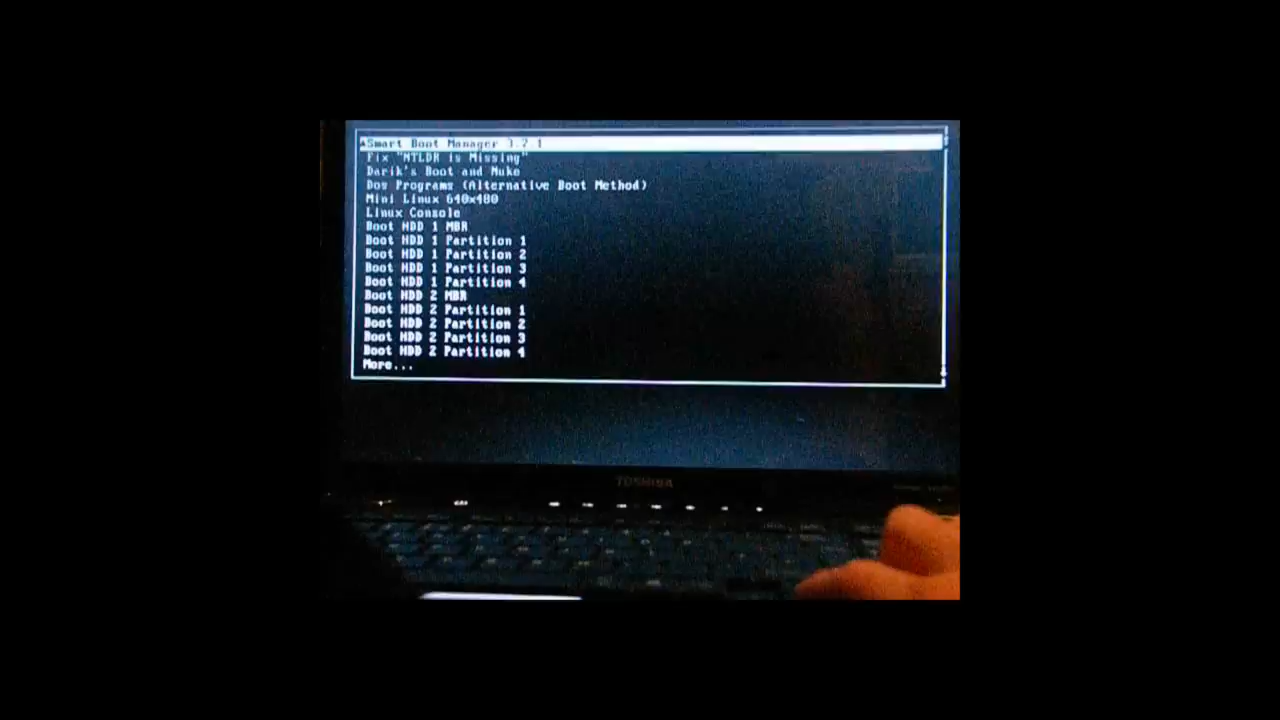 Smart Boot Manager 3.7.1
Fix "NTLDR is Missing"
Darik's Boot and Nuke
Dos Programs (Alternative Boot Method)
Mini Linux 640x480
Linux Console
Boot HDD 1 MBR
Boot HDD 1 Partition 1
Boot HDD 1 Partition 2
Boot HDD 1 Partition 3
Boot HDD 1 Partition 4
Boot HDD 2 MBR
Boot HDD 2 Partition 1
Boot HDD 2 Partition 2
Boot HDD 2 Partition 3
Boot HDD 2 Partition 4
More...
TOSHIBA